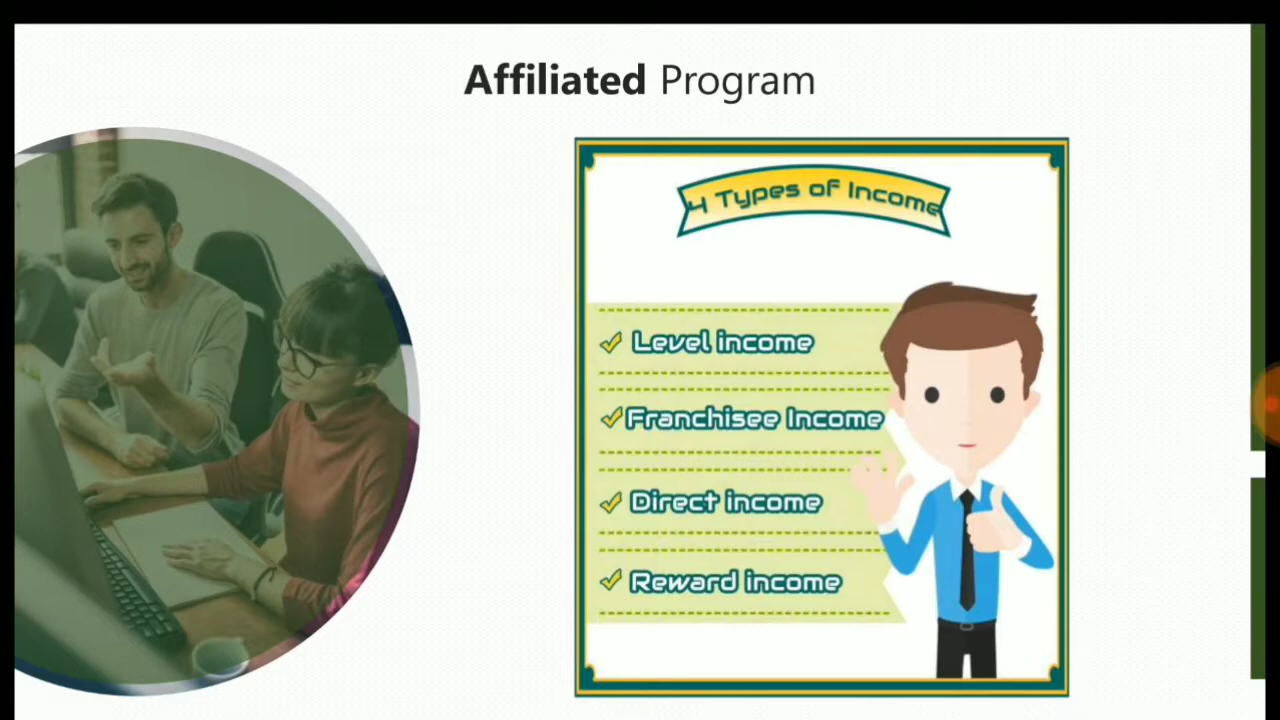 Affiliated Program
4 Types of Income
Level income
Franchisee Income
Direct income
Reward income